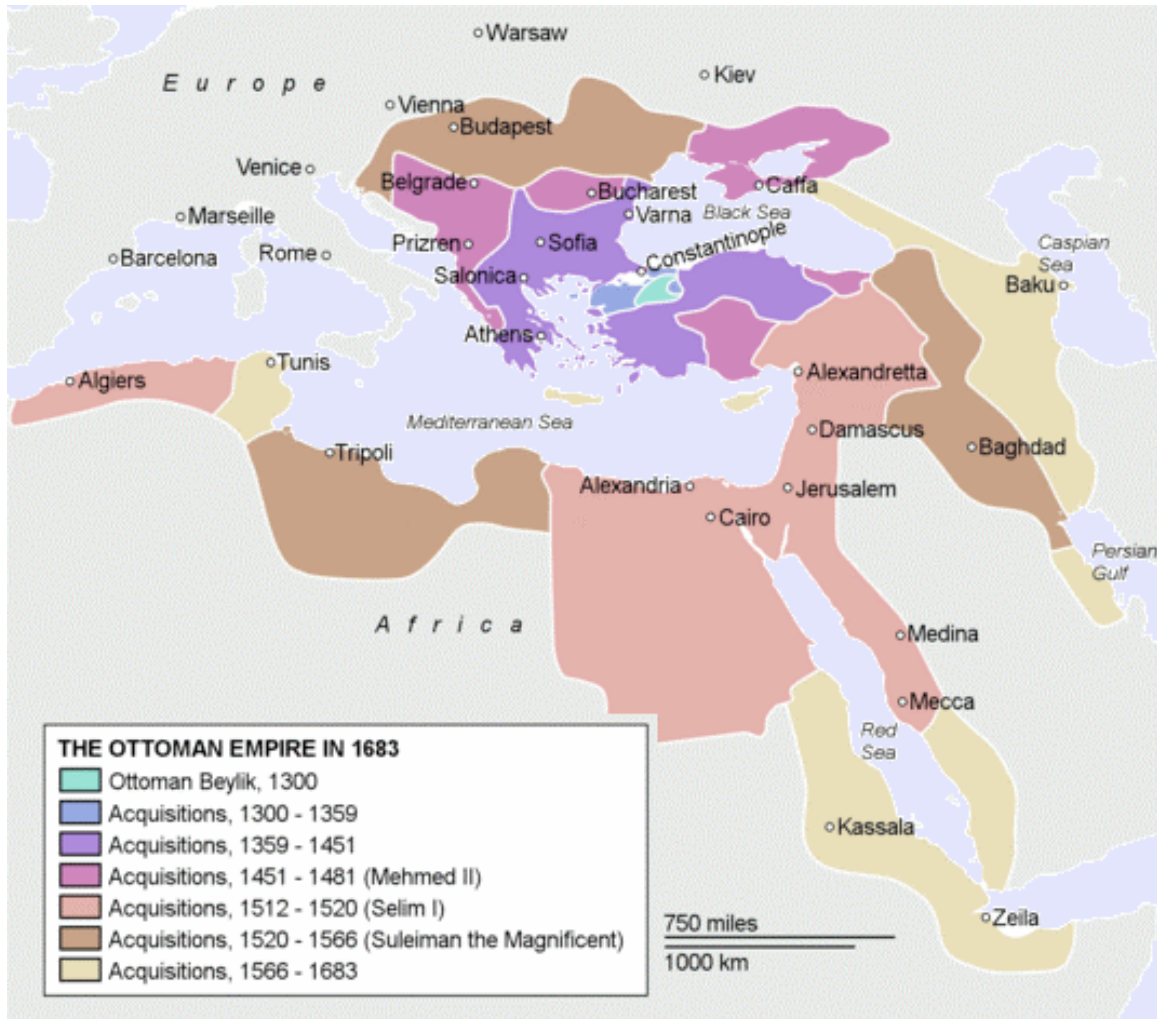 Warsaw
Kiev
Europe
Vienna
Budapest
Venice
Belgrade
Bucharest
Caffa
Marseille
Varna
Black Sea
Prizren
Sofia
Constantinople
Barcelona
Rome
Salonica
Caspian
Sea
Baku
Athens
Tunis
Algiers
Alexandretta
Mediterranean Sea
Damascus
Tripoli
Baghdad
Alexandria
Jerusalem
Cairo
Persian
Gulf
Africa
Medina
Mecca
Red
Sea
Kassala
Zeila
THE OTTOMAN EMPIRE IN 1683
Ottoman Beylik, 1300
Acquisitions, 1300 - 1359
Acquisitions, 1359 - 1451
Acquisitions, 1451 - 1481 (Mehmed II)
Acquisitions, 1512 - 1520 (Selim I)
Acquisitions, 1520 - 1566 (Suleiman the Magnificent)
Acquisitions, 1566 - 1683
750 miles
1000 km